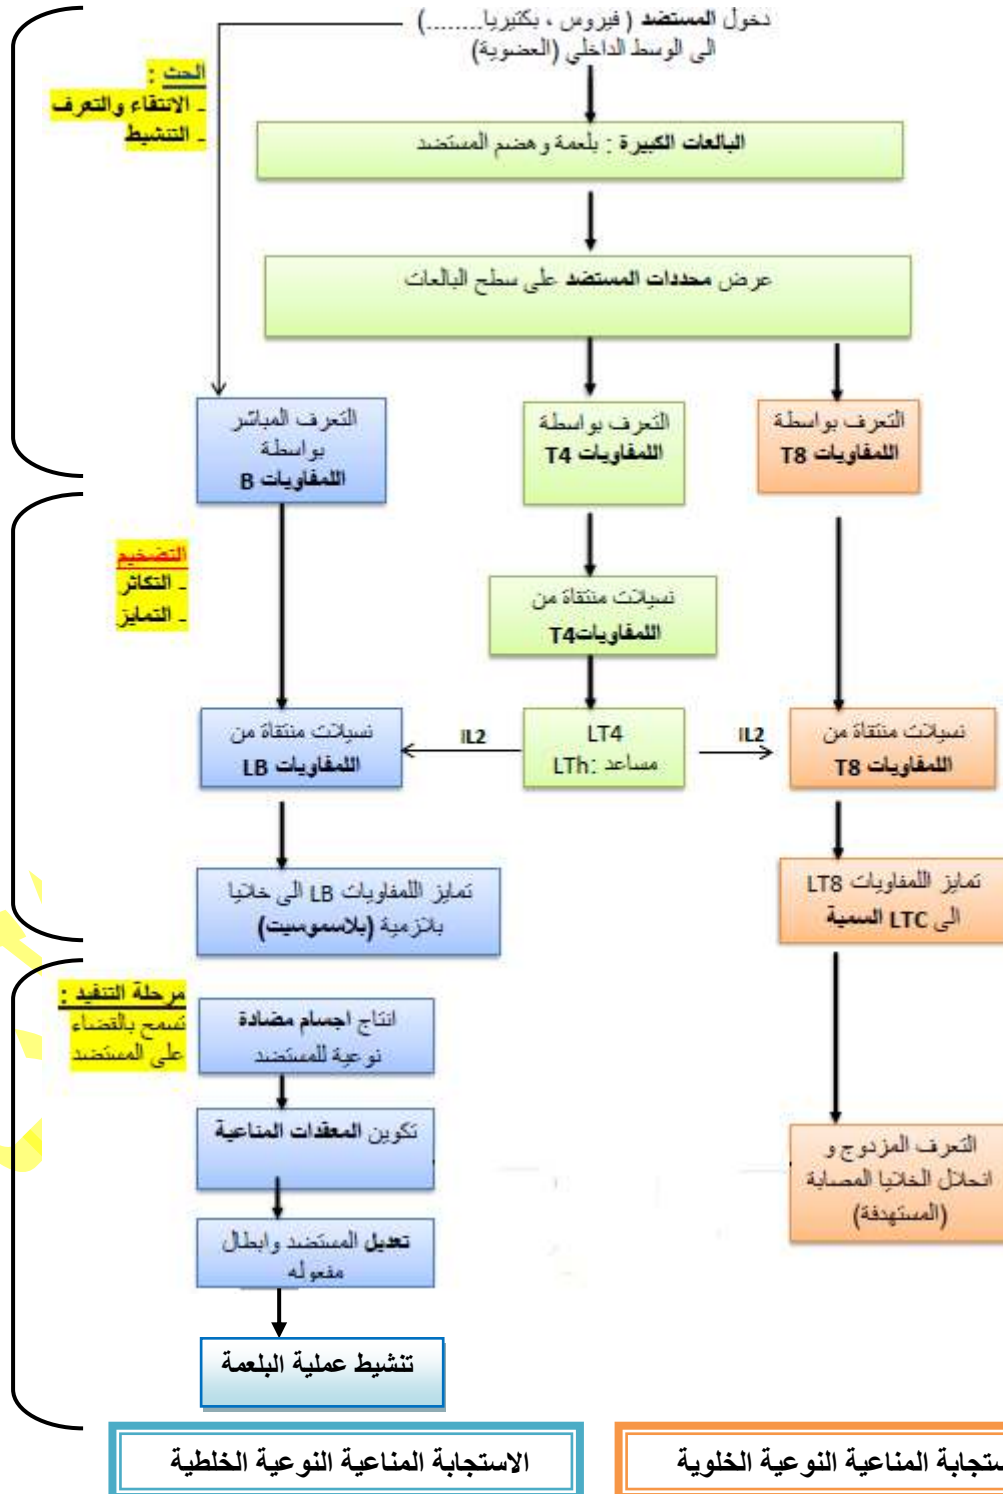 دخول المستضد ( فيروس ، بكتيريا........)
الى الوسط الداخلي (العضوية)
الحث :
ـ الانتقاء والتعرف
ـ التنشيط
البالعات الكبيرة : بلعمة و هضم المستضد
عرض محددات المستضد على سطح البالعات
التعرف المباشر
بواسطة
اللمفاويات B
التعرف بواسطة
اللمفاويات T4
التعرف بواسطة
اللمفاويات T8
التضخيم
ـ التكاثر
ـ التمايز
نسيلات منتقاة من
اللمفاوياتT4
نسيلات منتقاة من
اللمفاويات LB
IL2
LT4
مساعد :LTh
IL2
نسيلات منتقاة من
اللمفاويات T8
تمايز اللمفاويات LB الى خلايا
بلازمية (بلاسموسيت)
تمايز اللمفاويات LT8
الى LTC السمية
مرحلة التنفيد :
تسمح بالقضاء
على المستضد
انتاج اجسام مضادة
نوعية للمستضد
تكوين المعقدات المناعية
تعديل المستضد وابطال
مفعوله
تنشيط عملية البلعمة
التعرف المزدوج و
انحلال الخلايا المصابة
(المستهدفة)
الاستجابة المناعية النوعية الخلطية
ستجابة المناعية النوعية الخلوية